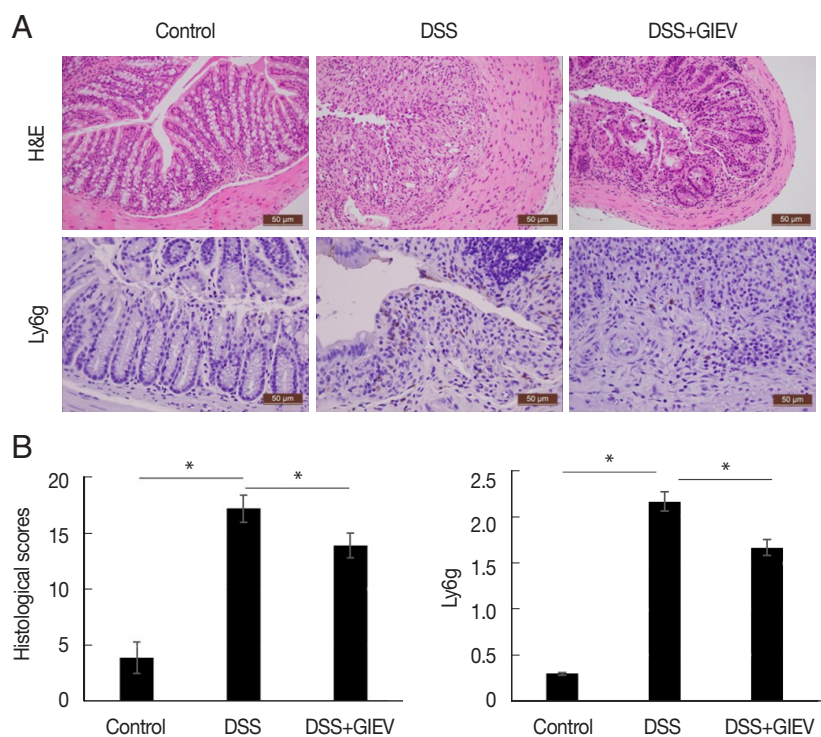 A
Control
DSS
DSS+GIEV
H&E
50 µm
50 µm
50 µm
Ly6g
50 µm
50 µm
50 µm
B
Histological scores
20
15
10
5
0
*
*
Control
DSS
DSS+GIEV
Ly6g
2.5
2.0
1.5
1.0
0.5
0
*
*
Control
DSS
DSS+GIEV